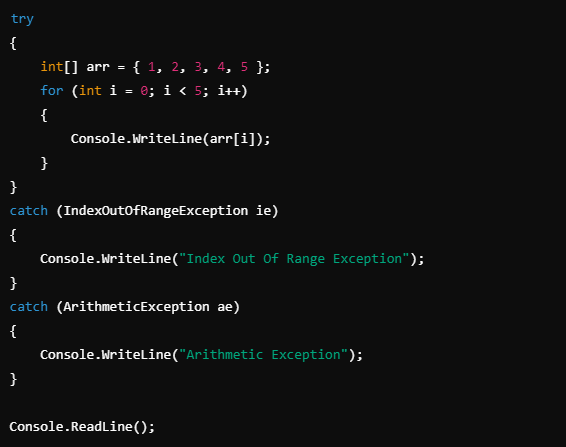 try
{
    int[] arr = { 1, 2, 3, 4, 5 };
    for (int i = 0; i < 5; i++)
    {
        Console.WriteLine(arr[i]);
    }
}
catch (IndexOutOfRangeException ie)
{
    Console.WriteLine("Index Out Of Range Exception");
}
catch (ArithmeticException ae)
{
    Console.WriteLine("Arithmetic Exception");
}

Console.ReadLine();